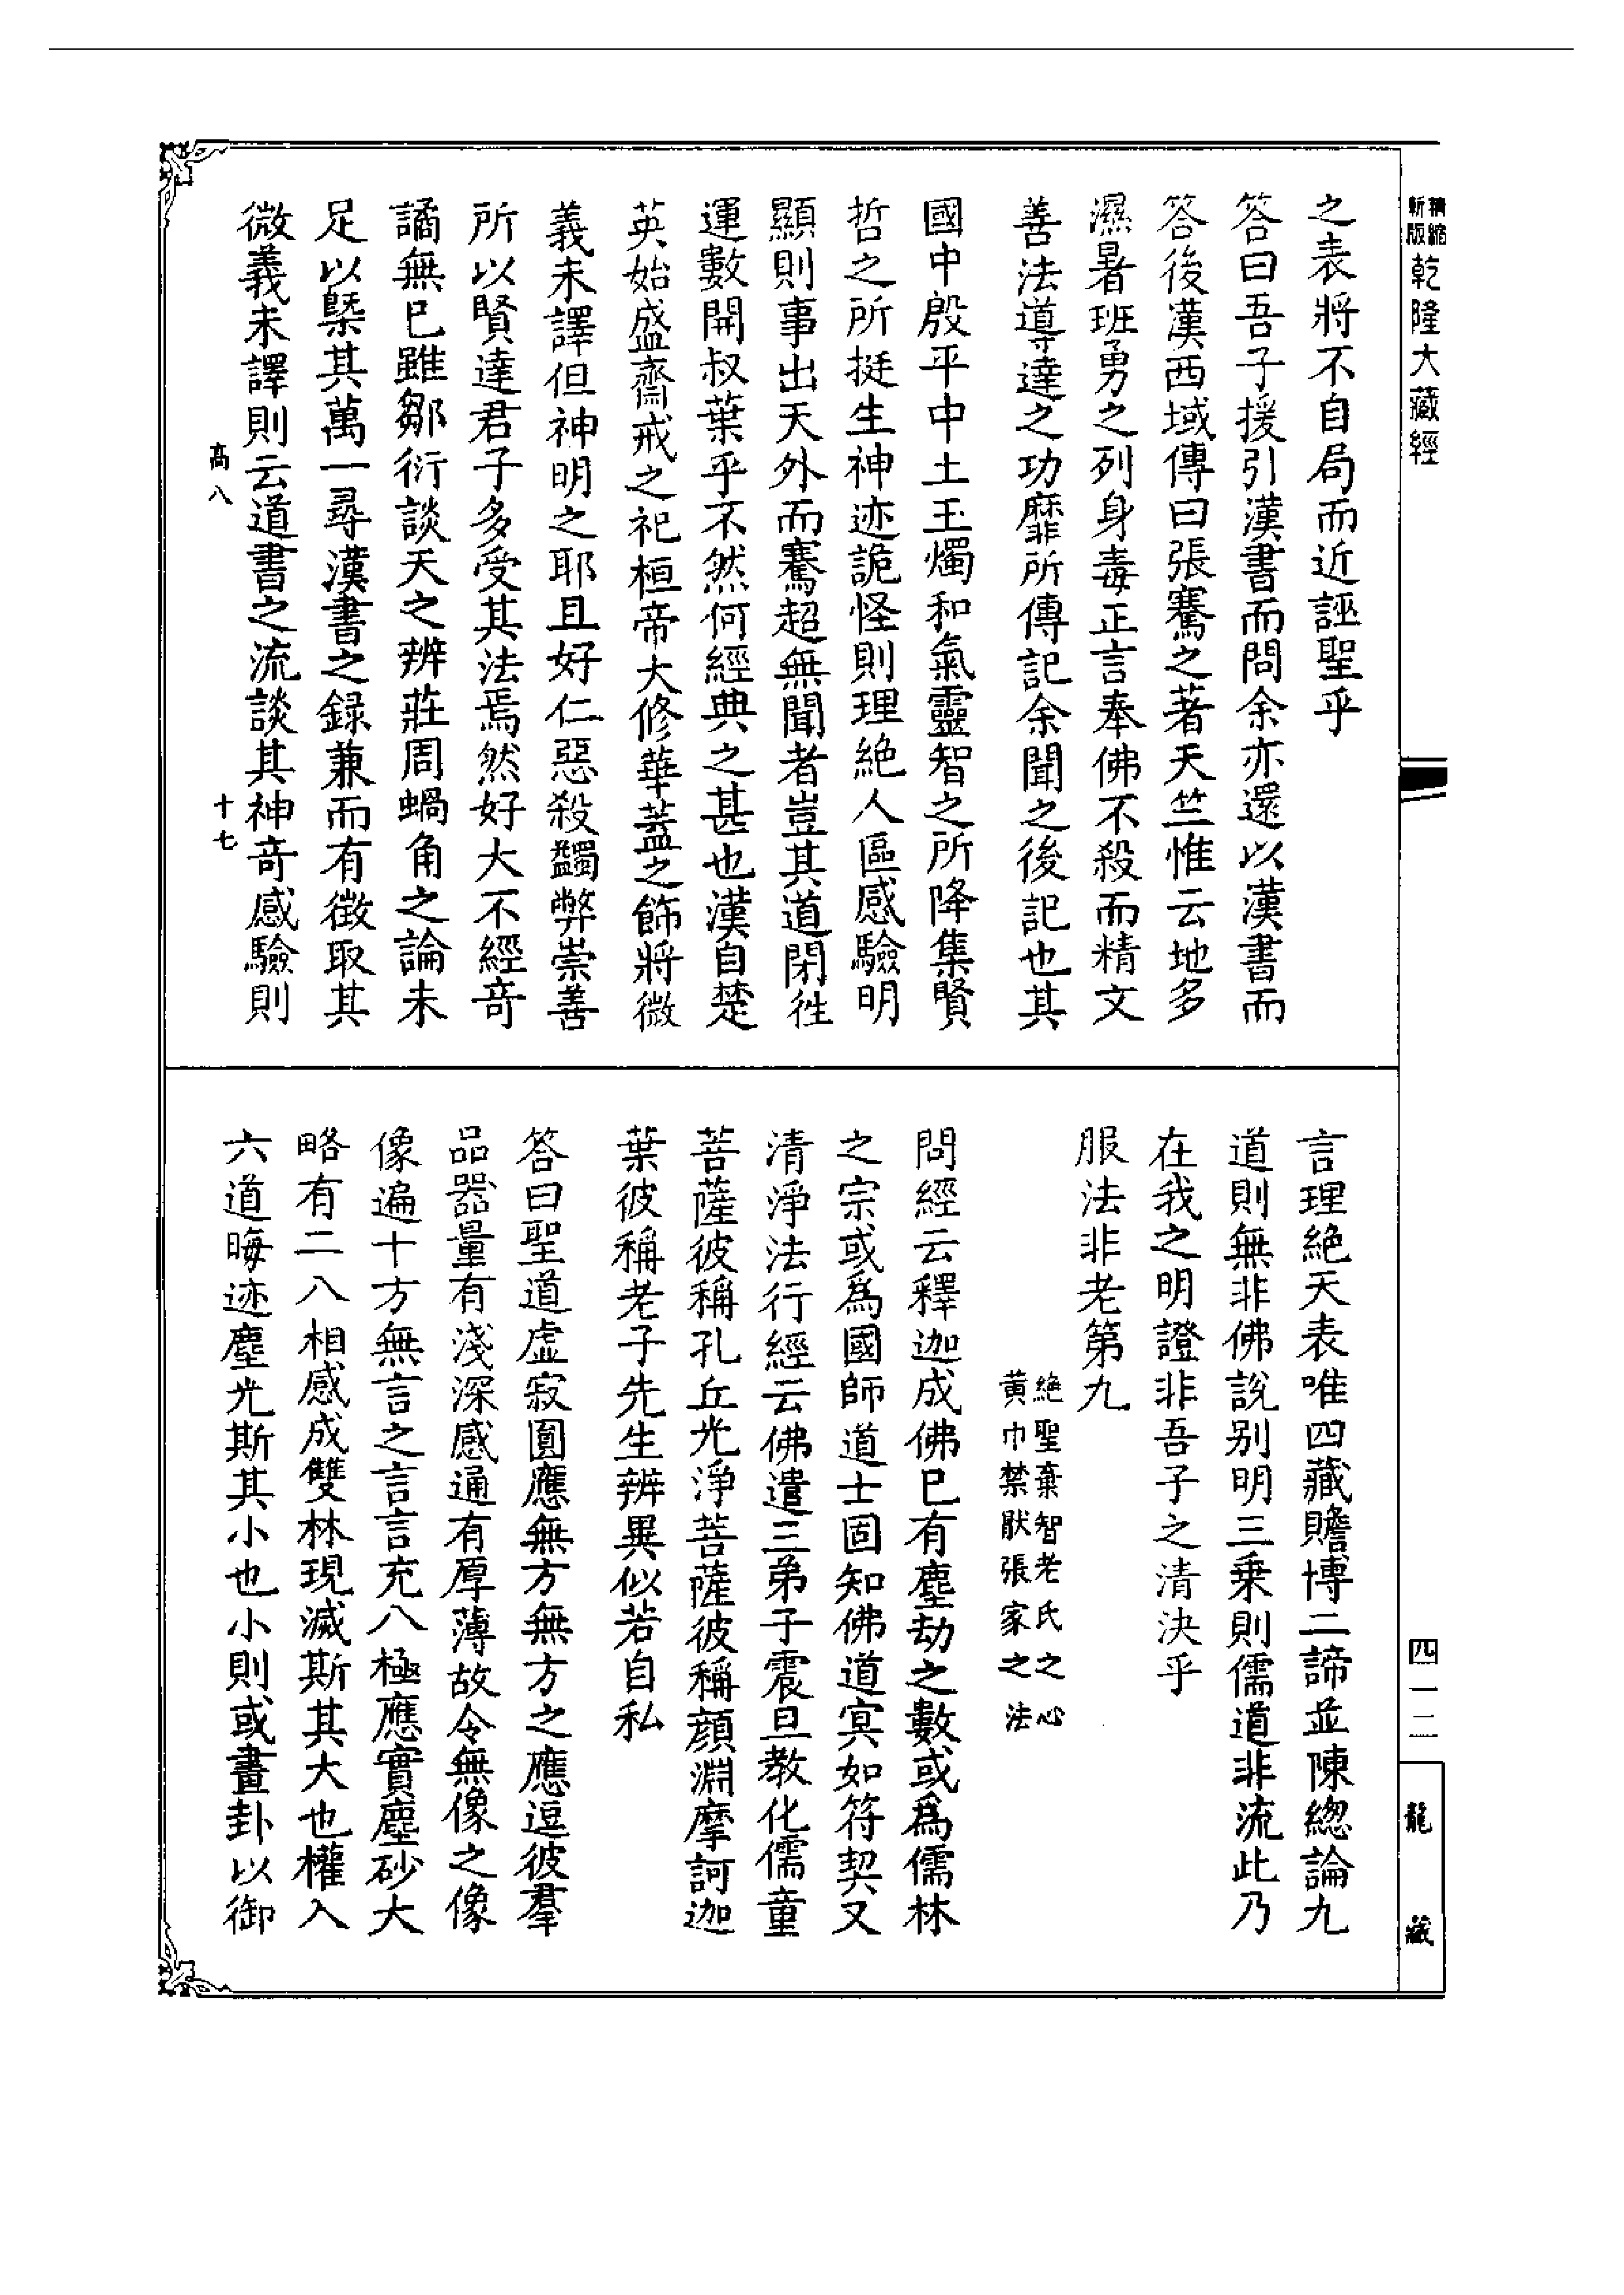 精縮
新版
乾隆大藏經
之表將不自局而近誣聖乎
答曰吾子援引漢書而問余亦還以漢書而
答後漢西域傳曰張騫之著天竺惟云地多
濕暑班勇之列身毒正言奉佛不殺而精文
善法導達之功靡所傳記余聞之後記也其
國中殷平中土玉燭和氣靈智之所降集賢
哲之所挺生神迹詭怪則理絶人區感驗明
顯則事出天外而騫超無聞者豈其道閉徃
運數開叔葉乎不然何經典之甚也漢自楚
英始盛齋戒之祀桓帝大修華蓋之飾將微
義未譯但神明之耶且好仁惡殺蠲弊崇善
所以賢達君子多受其法焉然好大不經竒
譎無已雖鄒衍談天之辨莊周蝸角之論未
足以槩其萬一尋漢書之録兼而有徴取其
微義未譯則云道書之流談其神竒感驗則
高八
十七
言理絶天表唯四藏贍博二諦並陳緫論九
道則無非佛說别明三乗則儒道非流此乃
在我之明證非吾子之清決乎
服法非老第九
絶聖棄智老氏之心
黄巾禁猒張家之法
問經云釋迦成佛已有塵劫之數或爲儒林
之宗或爲國師道士固知佛道㝠如符契又
清淨法行經云佛遣三弟子震旦教化儒童
菩薩彼稱孔丘光淨菩薩彼稱顔淵摩訶迦
葉彼稱老子先生辨異似若自私
答曰聖道虚寂圎應無方無方之應逗彼羣
品器量有淺深感通有厚薄故令無像之像
像遍十方無言之言言充八極應實塵砂大
略有二八相感成雙林現滅斯其大也權入
六道晦迹塵光斯其小也小則或畫卦以御
四一二
龍藏